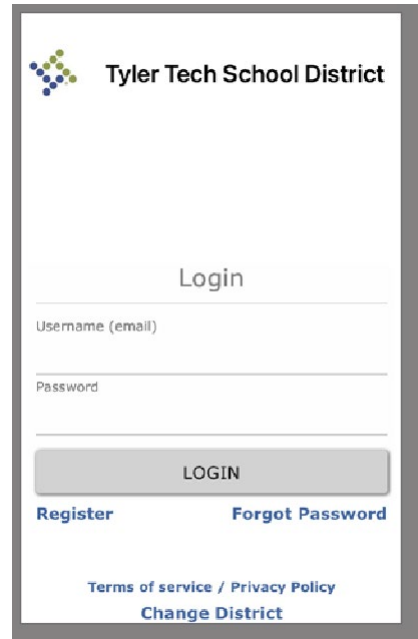 Tyler Tech School District
Login
Username (email)
Password
LOGIN
Register Forgot Password
Terms of service / Privacy Policy
Change District